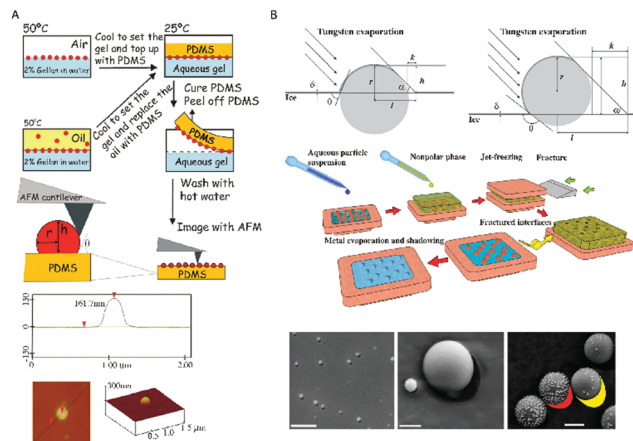 A
50°C
Air
2% Gellan in water
Cool to set the
gel and top up
with PDMS
25°C
PDMS
Aqueous gel
50°C
Oil
2% Gellan in water
Cool to set the
gel and replace the
oil with PDMS
Cure PDMS
Peel off PDMS
PDMS
Aqueous gel
Wash with
hot water
Image with AFM
AFM cantilever
r
h
θ
PDMS
PDMS
130
0
-130
161.7nm
0
1.00
μm
2.00
300nm
0.5
1.0
1.5 μm
B
Tungsten evaporation
k
r
h
α
δ
Ice
θ
l
Tungsten evaporation
k
r
h
α
δ
Ice
θ
l
Aqueous particle
suspension
Nonpolar phase
Jet-freezing
Fracture
Metal evaporation and shadowing
Fractured interfaces